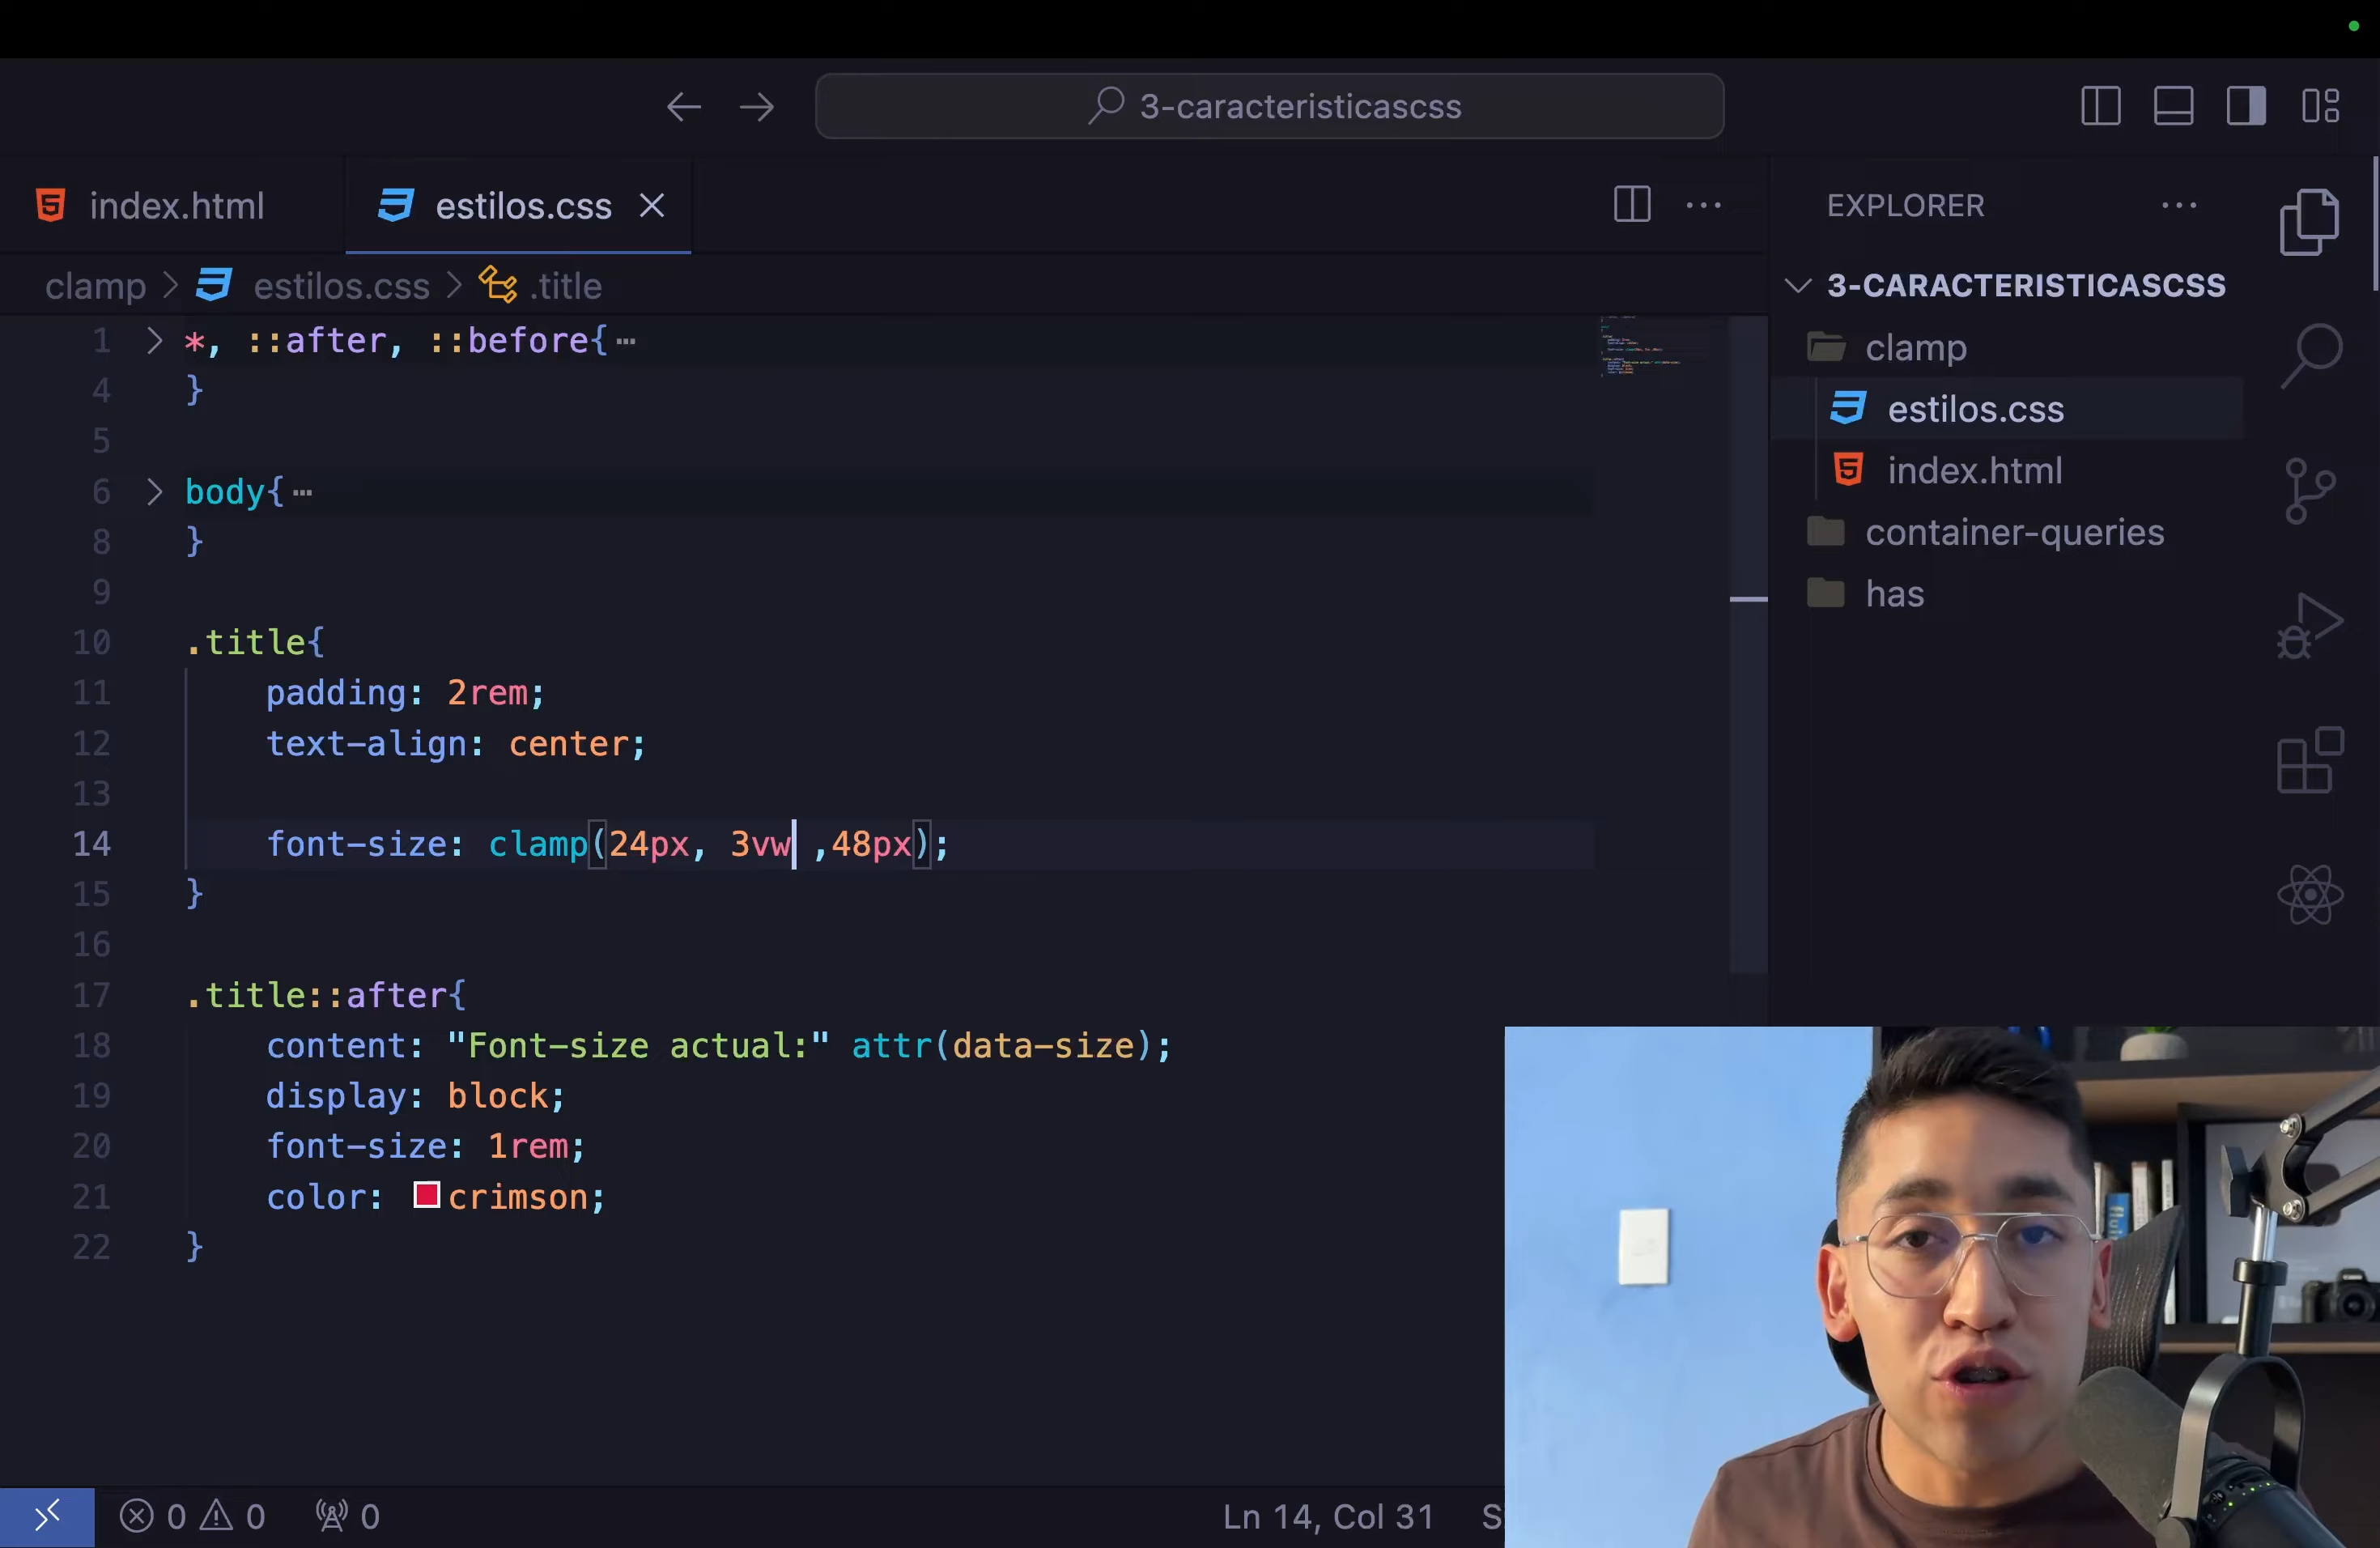 3-caracteristicascss
index.html
estilos.css
EXPLORER
clamp > estilos.css > .title
3-CARACTERISTICASCSS
clamp
estilos.css
index.html
container-queries
has
1 *, ::after, ::before{
4 }
5
6 body{
8 }
9
10 .title{
11 padding: 2rem;
12 text-align: center;
13
14 font-size: clamp(24px, 3vw ,48px);
15 }
16
17 .title::after{
18 content: "Font-size actual:" attr(data-size);
19 display: block;
20 font-size: 1rem;
21 color: crimson;
22 }
0 0 0
Ln 14, Col 31